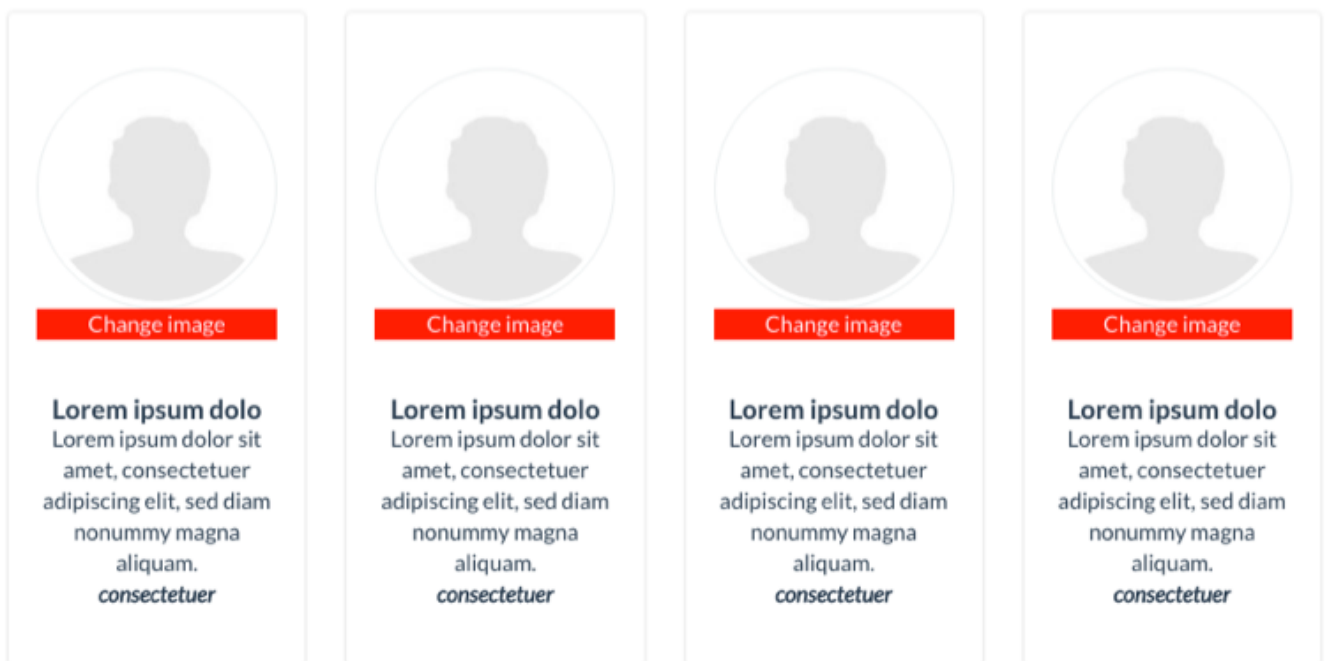 Change image
Lorem ipsum dolo
Lorem ipsum dolor sit
amet, consectetuer
adipiscing elit, sed diam
nonummy magna
aliquam.
consectetuer
Change image
Lorem ipsum dolo
Lorem ipsum dolor sit
amet, consectetuer
adipiscing elit, sed diam
nonummy magna
aliquam.
consectetuer
Change image
Lorem ipsum dolo
Lorem ipsum dolor sit
amet, consectetuer
adipiscing elit, sed diam
nonummy magna
aliquam.
consectetuer
Change image
Lorem ipsum dolo
Lorem ipsum dolor sit
amet, consectetuer
adipiscing elit, sed diam
nonummy magna
aliquam.
consectetuer